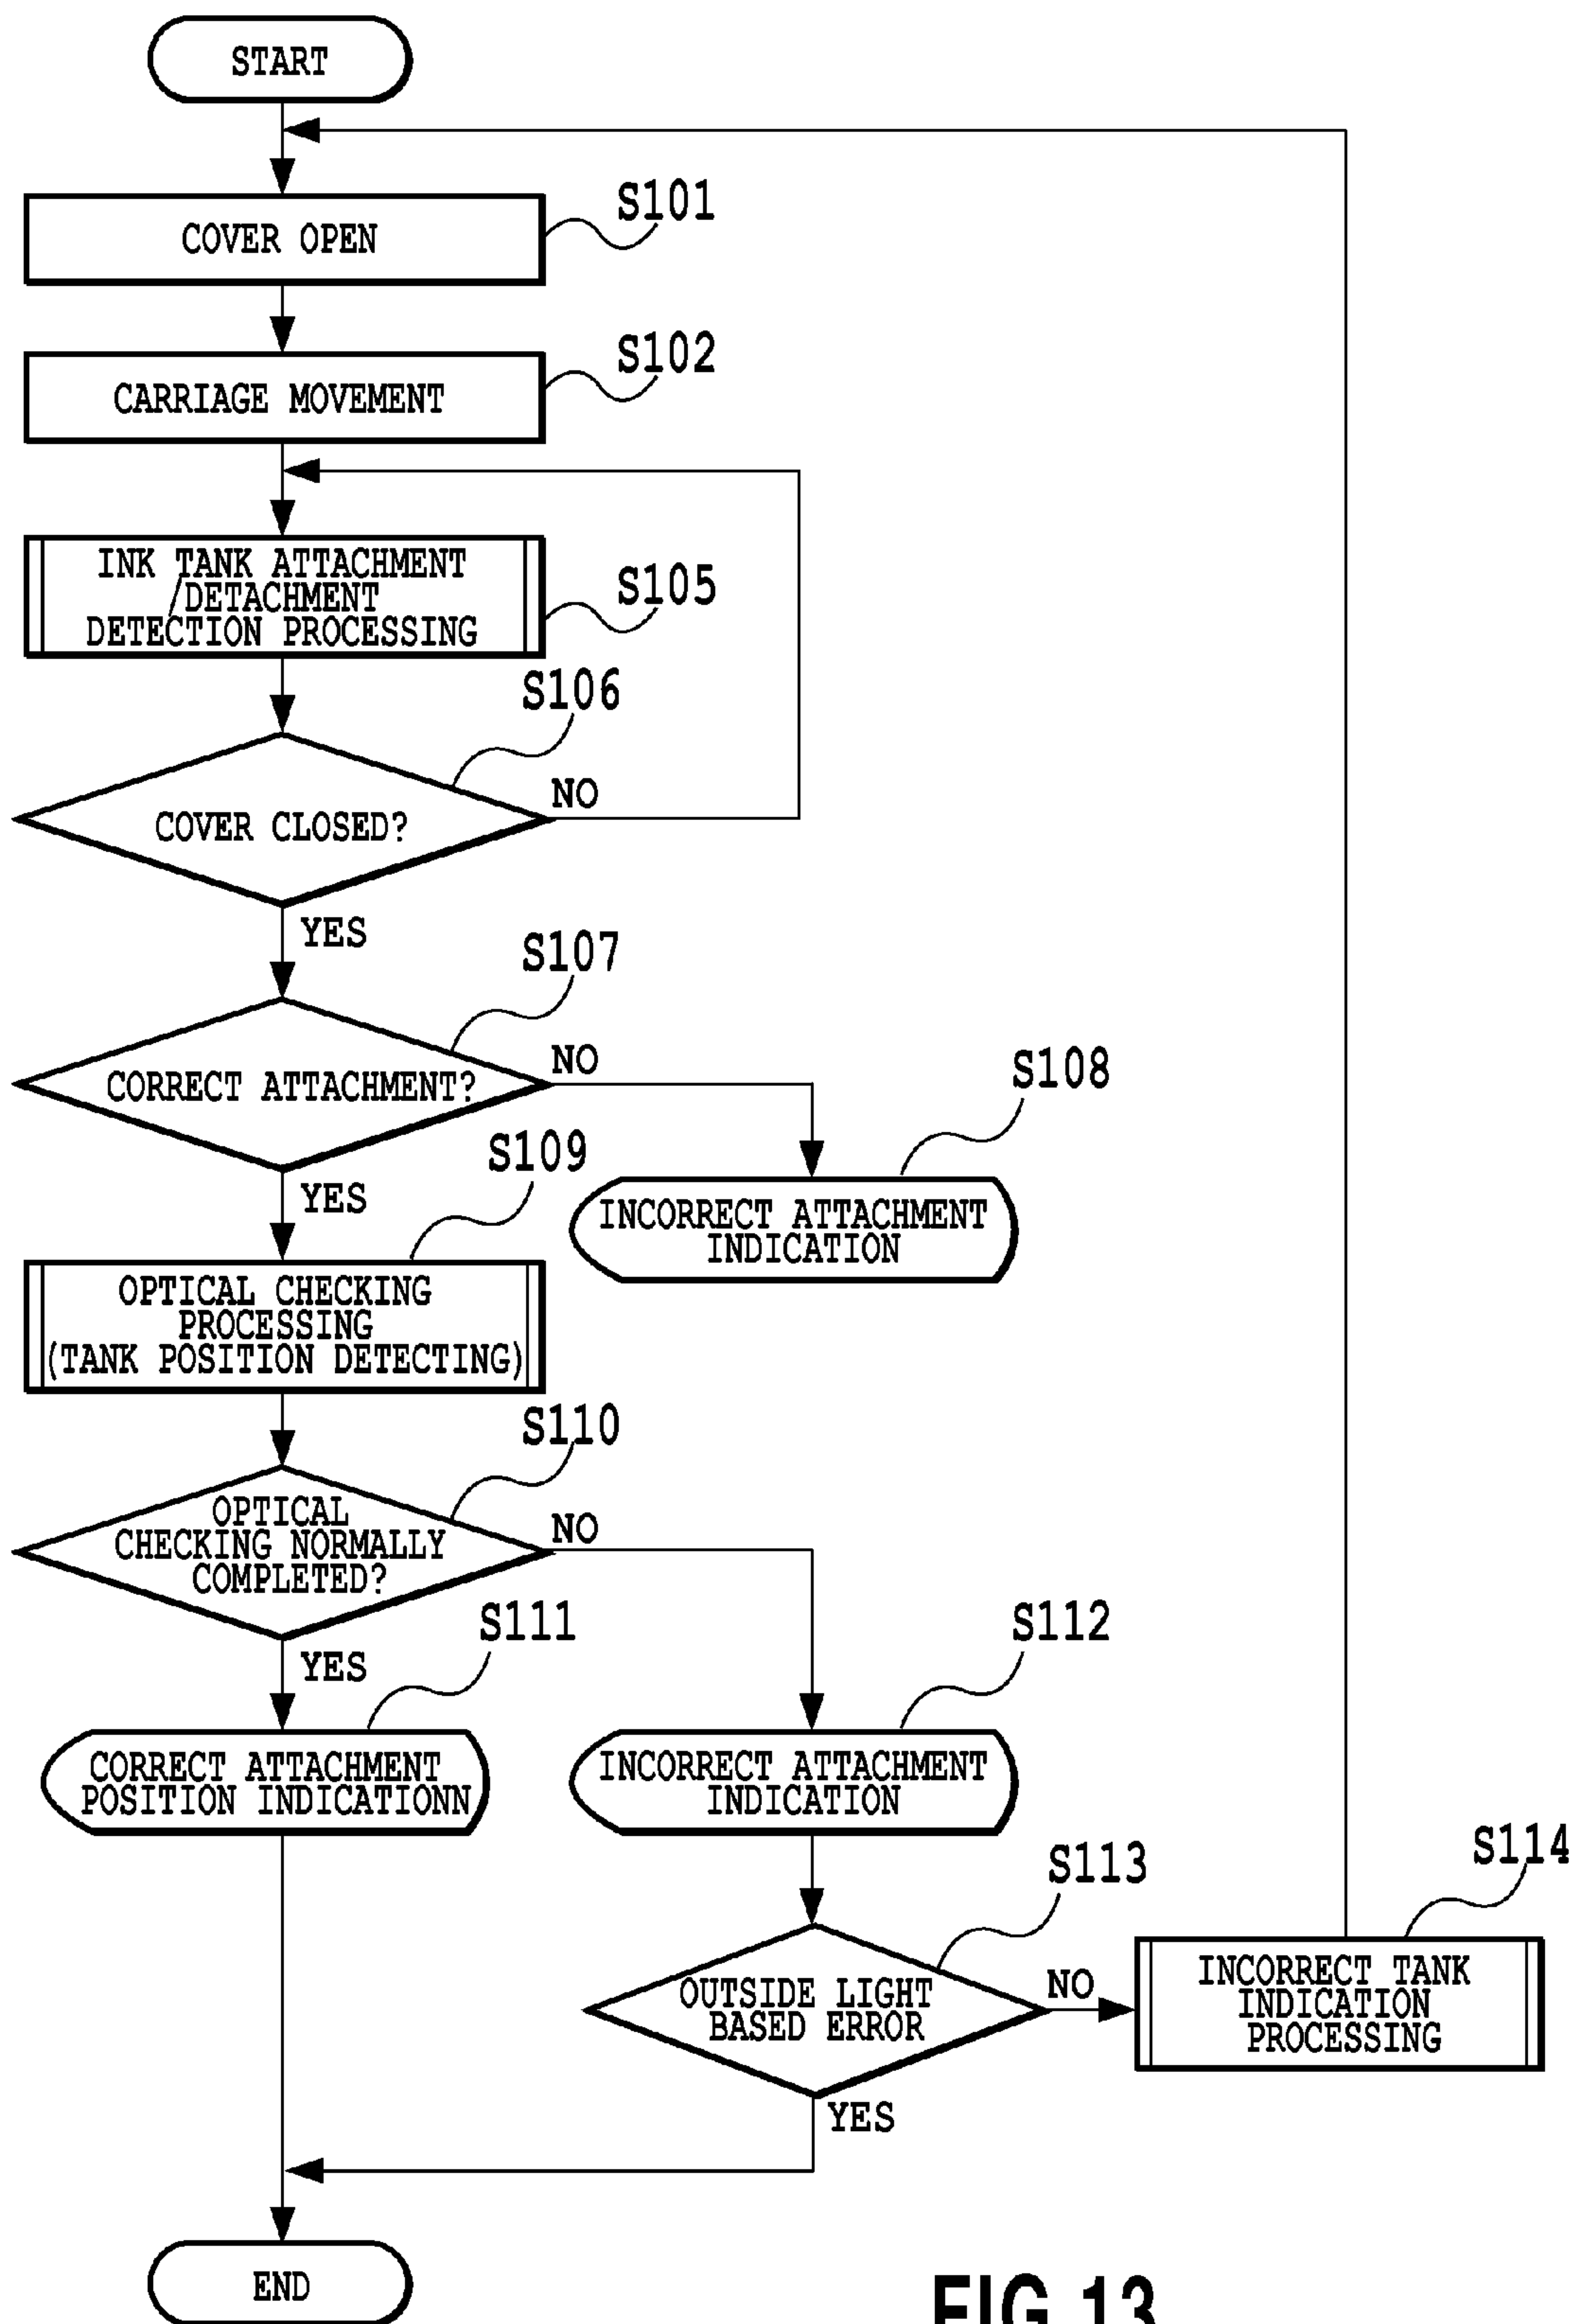 START
S101
COVER OPEN
S102
CARRIAGE MOVEMENT
S105
INK TANK ATTACHMENT
/DETACHMENT
DETECTION PROCESSING
S106
COVER CLOSED?
NO
YES
S107
CORRECT ATTACHMENT?
NO
YES
S108
INCORRECT ATTACHMENT
INDICATION
S109
OPTICAL CHECKING
PROCESSING
(TANK POSITION DETECTING)
S110
OPTICAL
CHECKING NORMALLY
COMPLETED?
NO
YES
S111
CORRECT ATTACHMENT
POSITION INDICATIONN
S112
INCORRECT ATTACHMENT
INDICATION
S113
OUTSIDE LIGHT
BASED ERROR
NO
YES
S114
INCORRECT TANK
INDICATION
PROCESSING
END
FIG.13